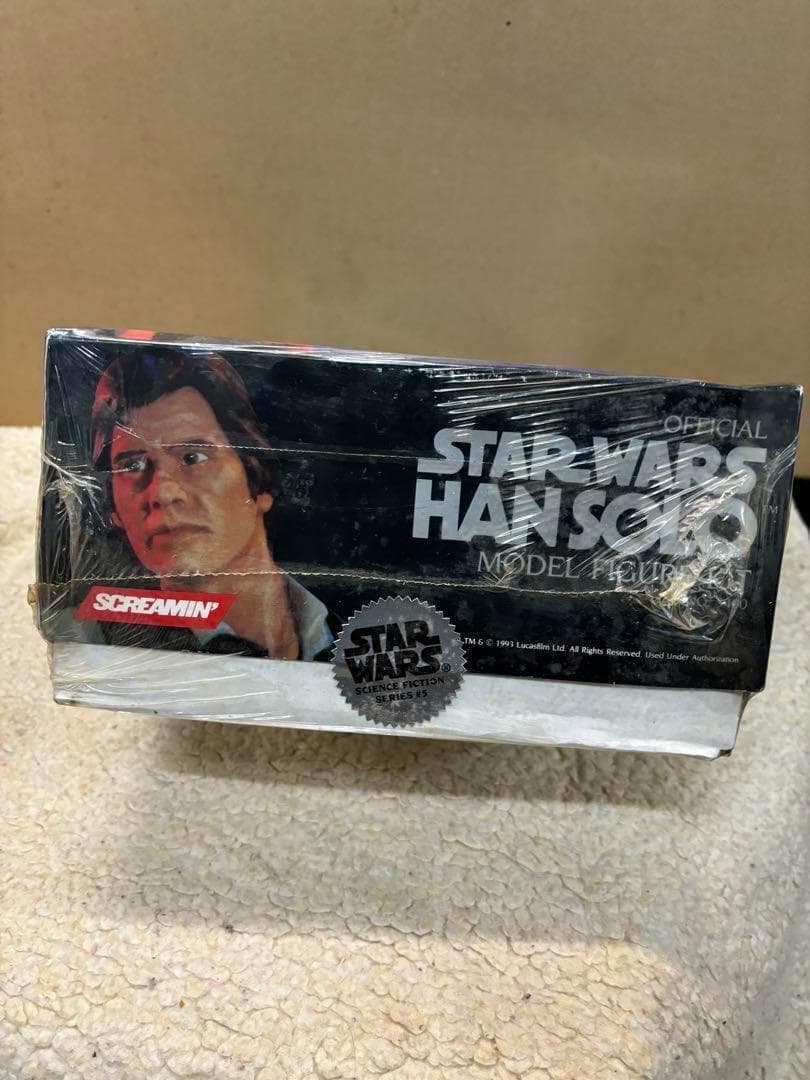 OFFICIAL
STAR WARS
HAN SOLO
TM
MODEL FIGURE KIT
SCREAMIN'
STAR
WARS®
SCIENCE FICTION
SERIES #5
TM & © 1993 Lucasfilm Ltd. All Rights Reserved. Used Under Authorization